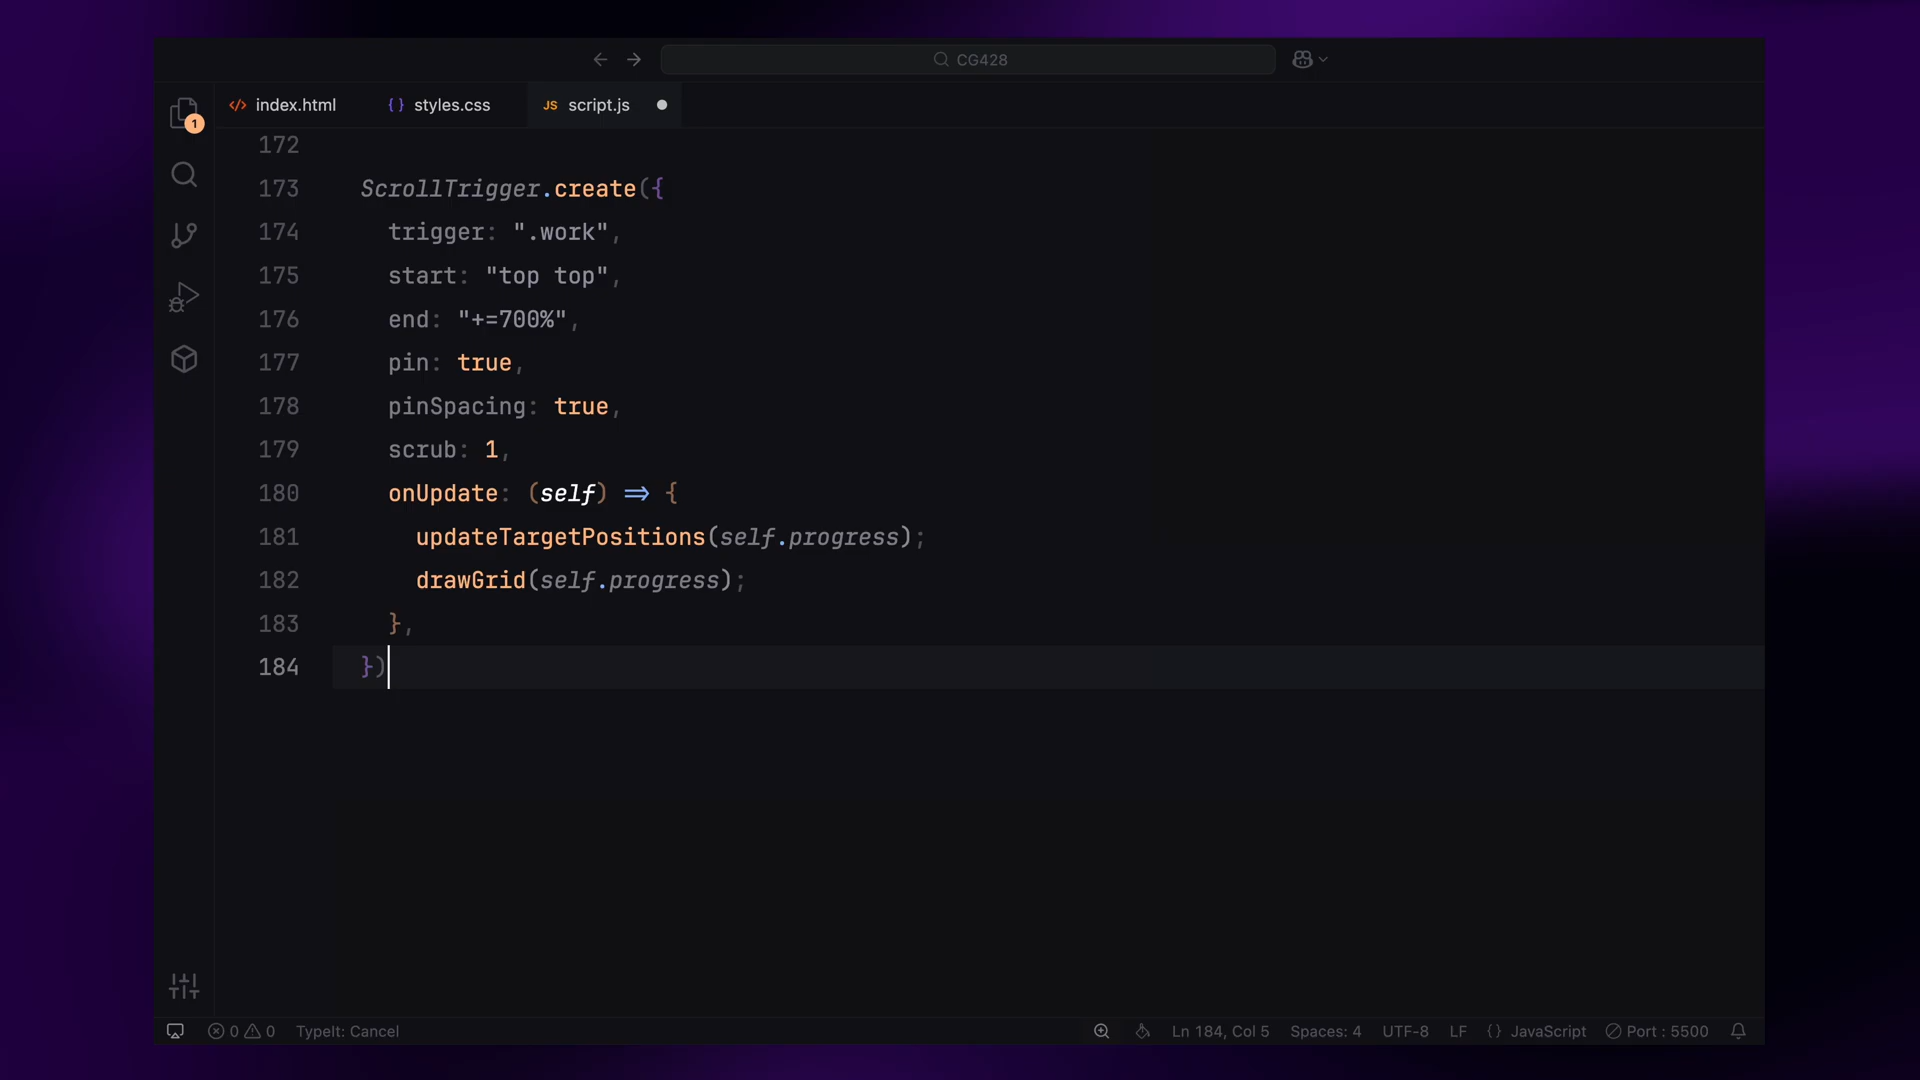 CG428
index.html
styles.css
JS script.js
1
172
173 ScrollTrigger.create({
174 trigger: ".work",
175 start: "top top",
176 end: "+=700%",
177 pin: true,
178 pinSpacing: true,
179 scrub: 1,
180 onUpdate: (self) => {
181 updateTargetPositions(self.progress);
182 drawGrid(self.progress);
183 },
184 })
0 0 TypeIt: Cancel Ln 184, Col 5 Spaces: 4 UTF-8 LF {} JavaScript Port : 5500